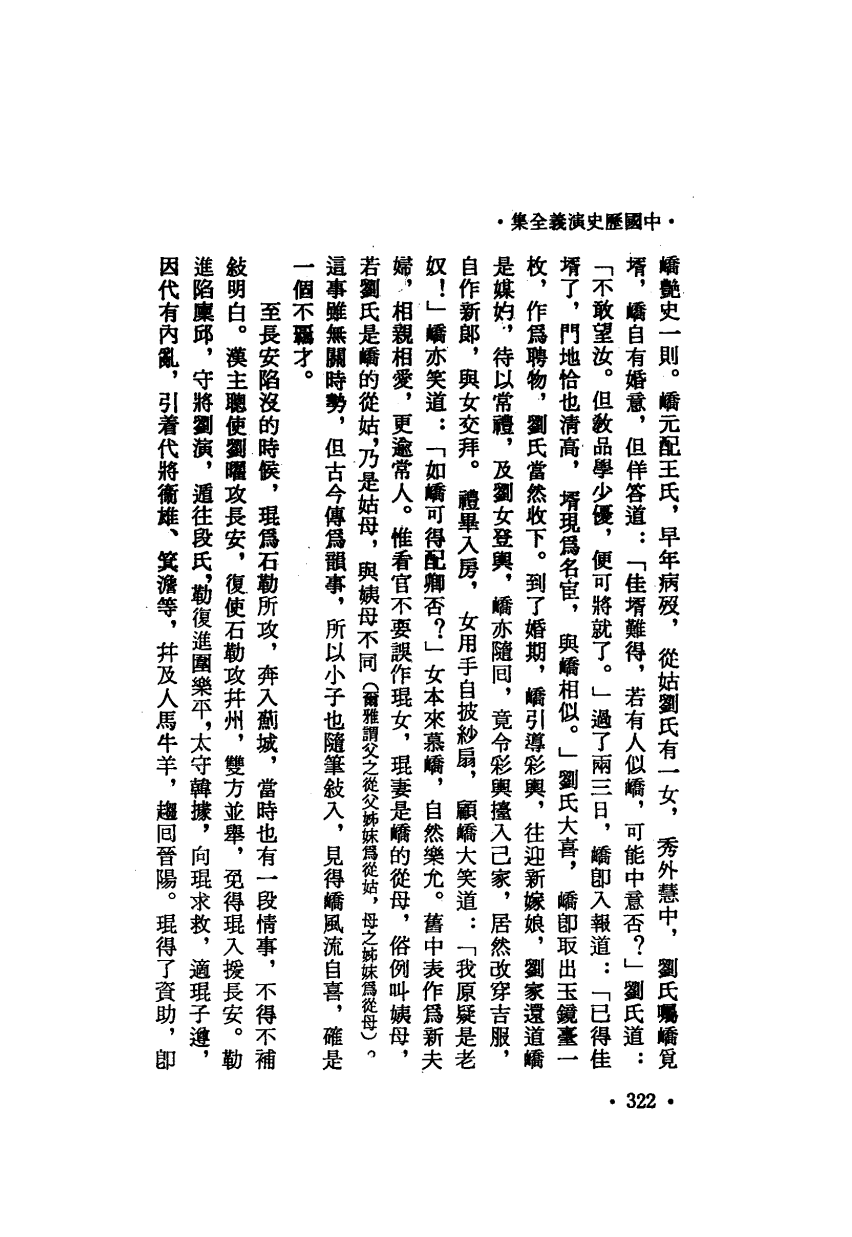 ·中國歷史演義全集·
嶠艷史一則。嶠元配王氏，早年病歿，從姑劉氏有一女，秀外慧中，劉氏囑嶠覓
壻，嶠自有婚意，但佯答道：「佳壻難得，若有人似嶠，可能中意否？」劉氏道：
「不敢望汝。但教品學少優，便可將就了。」過了兩三日，嶠卽入報道：「已得佳
壻了，門地恰也清高，壻現爲名宦，與嶠相似。」劉氏大喜，嶠卽取出玉鏡臺一
枚，作爲聘物，劉氏當然收下。到了婚期，嶠引導彩輿，往迎新嫁娘，劉家還道嶠
是媒妁，待以常禮，及劉女登輿，嶠亦隨回，竟令彩輿擡入己家，居然改穿吉服，
自作新郎，與女交拜。禮畢入房，女用手自披紗扇，顧嶠大笑道：「我原疑是老
奴！」嶠亦笑道：「如嶠可得配卿否？」女本來慕嶠，自然樂允。舊中表作爲新夫
婦，相親相愛，更逾常人。惟看官不要誤作琨女，琨妻是嶠的從母，俗例叫姨母，
若劉氏是嶠的從姑，乃是姑母，與姨母不同（爾雅謂父之從父姊妹爲從姑，母之姊妹爲從母）。
這事雖無關時勢，但古今傳爲韻事，所以小子也隨筆敍入，見得嶠風流自喜，確是
一個不羈才。
至長安陷沒的時候，琨爲石勒所攻，奔入薊城，當時也有一段情事，不得不補
敍明白。漢主聰使劉曜攻長安，復使石勒攻幷州，雙方並舉，免得琨入援長安。勒
進陷廩邱，守將劉演，遁往段氏，勒復進圍樂平，太守韓據，向琨求救，適琨子遵，
因代有內亂，引着代將衞雄、箕澹等，幷及人馬牛羊，趨回晉陽。琨得了資助，卽
·322·